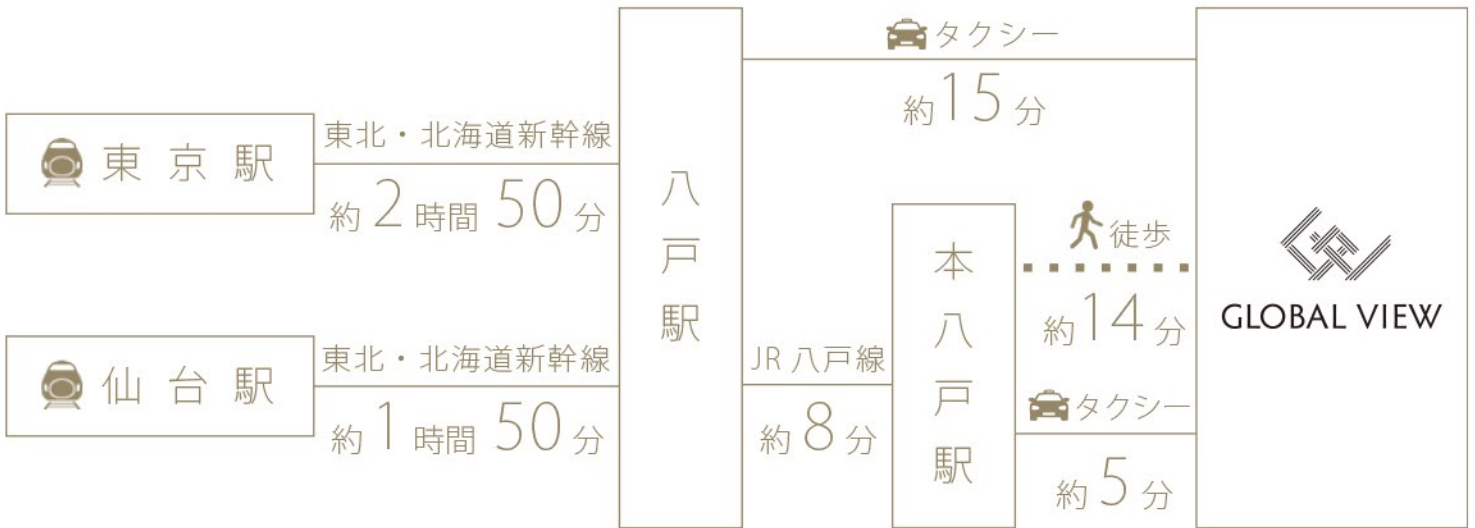 東京駅
東北・北海道新幹線
約2時間50分
仙台駅
東北・北海道新幹線
約1時間50分
八戸駅
タクシー
約15分
JR八戸線
約8分
本八戸駅
徒歩
約14分
タクシー
約5分
GLOBAL VIEW